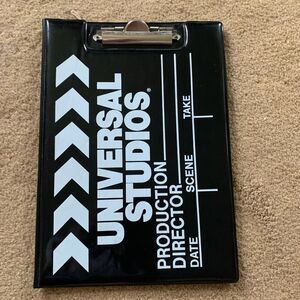 UNIVERSAL
STUDIOS®
PRODUCTION
DIRECTOR
DATE SCENE TAKE